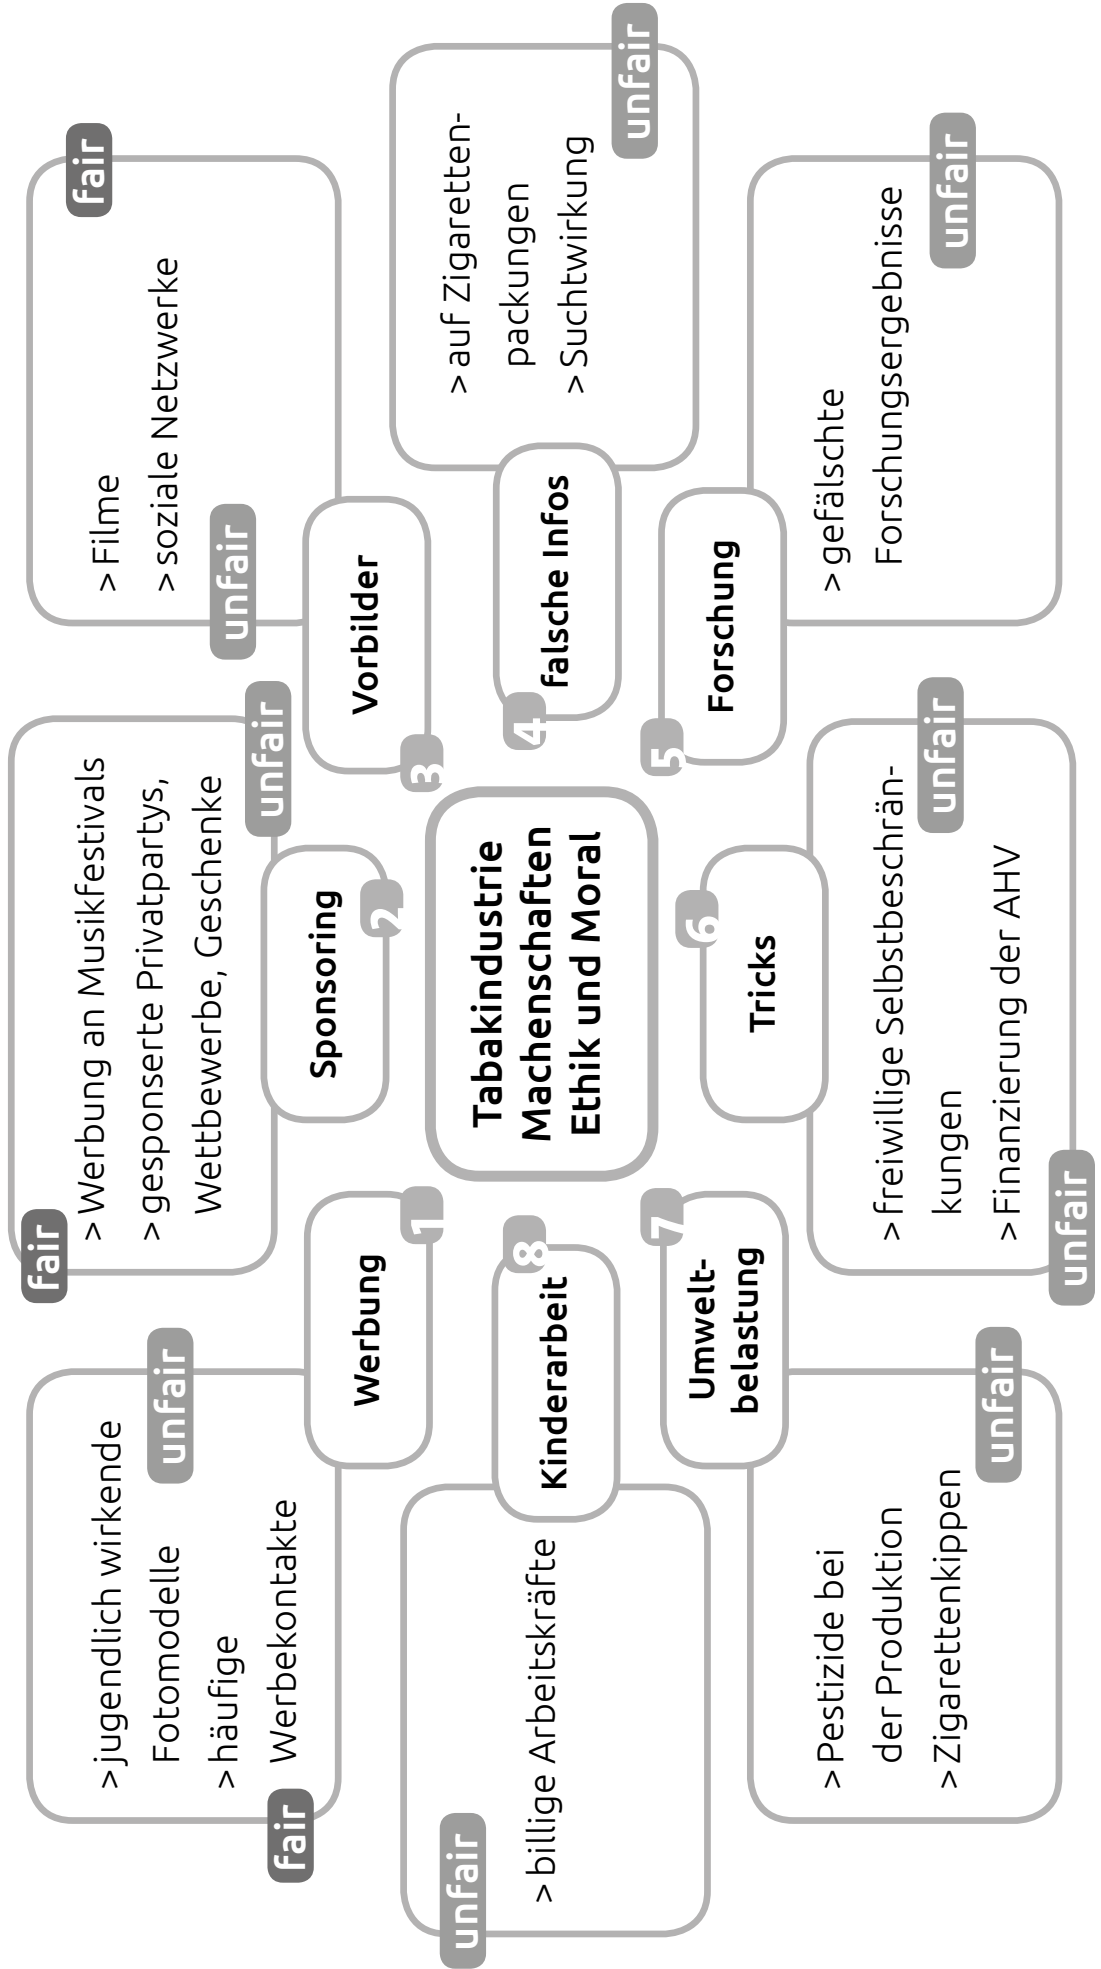 Tabakindustrie
Machenschaften
Ethik und Moral
1
Werbung
> jugendlich wirkende
Fotomodelle
> häufige
Werbekontakte
unfair
fair
2
Sponsoring
> Werbung an Musikfestivals
> gesponserte Privatpartys,
Wettbewerbe, Geschenke
fair
unfair
3
Vorbilder
> Filme
> soziale Netzwerke
fair
unfair
4
falsche Infos
> auf Zigaretten-
packungen
> Suchtwirkung
unfair
5
Forschung
> gefälschte
Forschungsergebnisse
unfair
6
Tricks
> freiwillige Selbstbeschrän-
kungen
> Finanzierung der AHV
unfair
unfair
7
Umwelt-
belastung
> Pestizide bei
der Produktion
> Zigarettenkippen
unfair
8
Kinderarbeit
> billige Arbeitskräfte
unfair